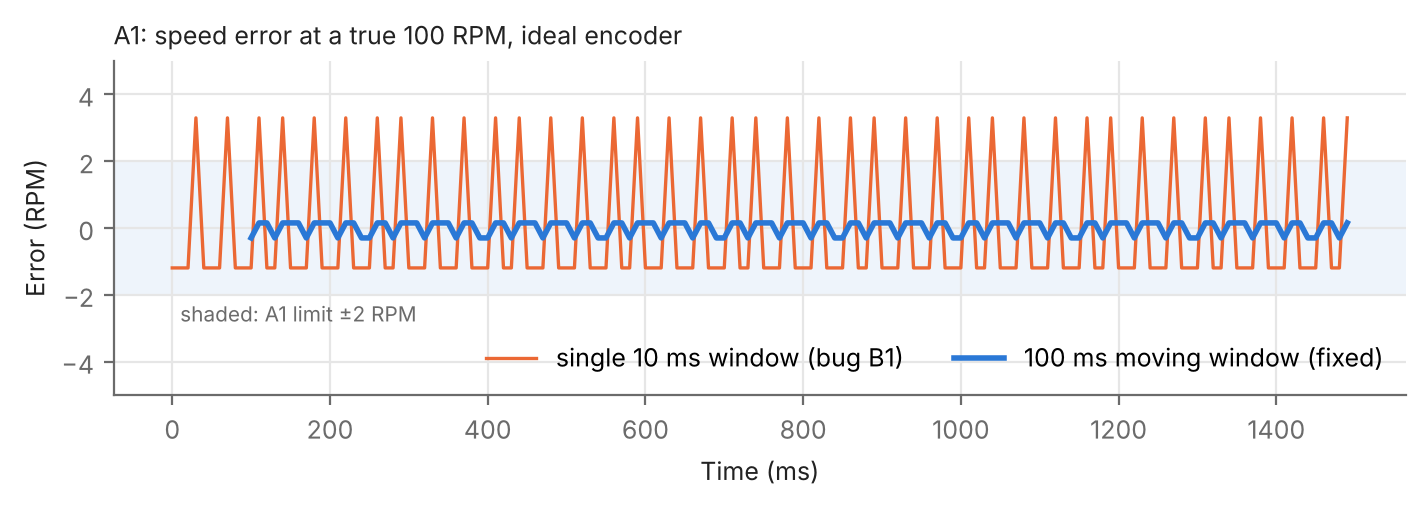 A1: speed error at a true 100 RPM, ideal encoder
Error (RPM)
4
2
0
−2
−4
shaded: A1 limit ±2 RPM
single 10 ms window (bug B1)
100 ms moving window (fixed)
0 200 400 600 800 1000 1200 1400
Time (ms)